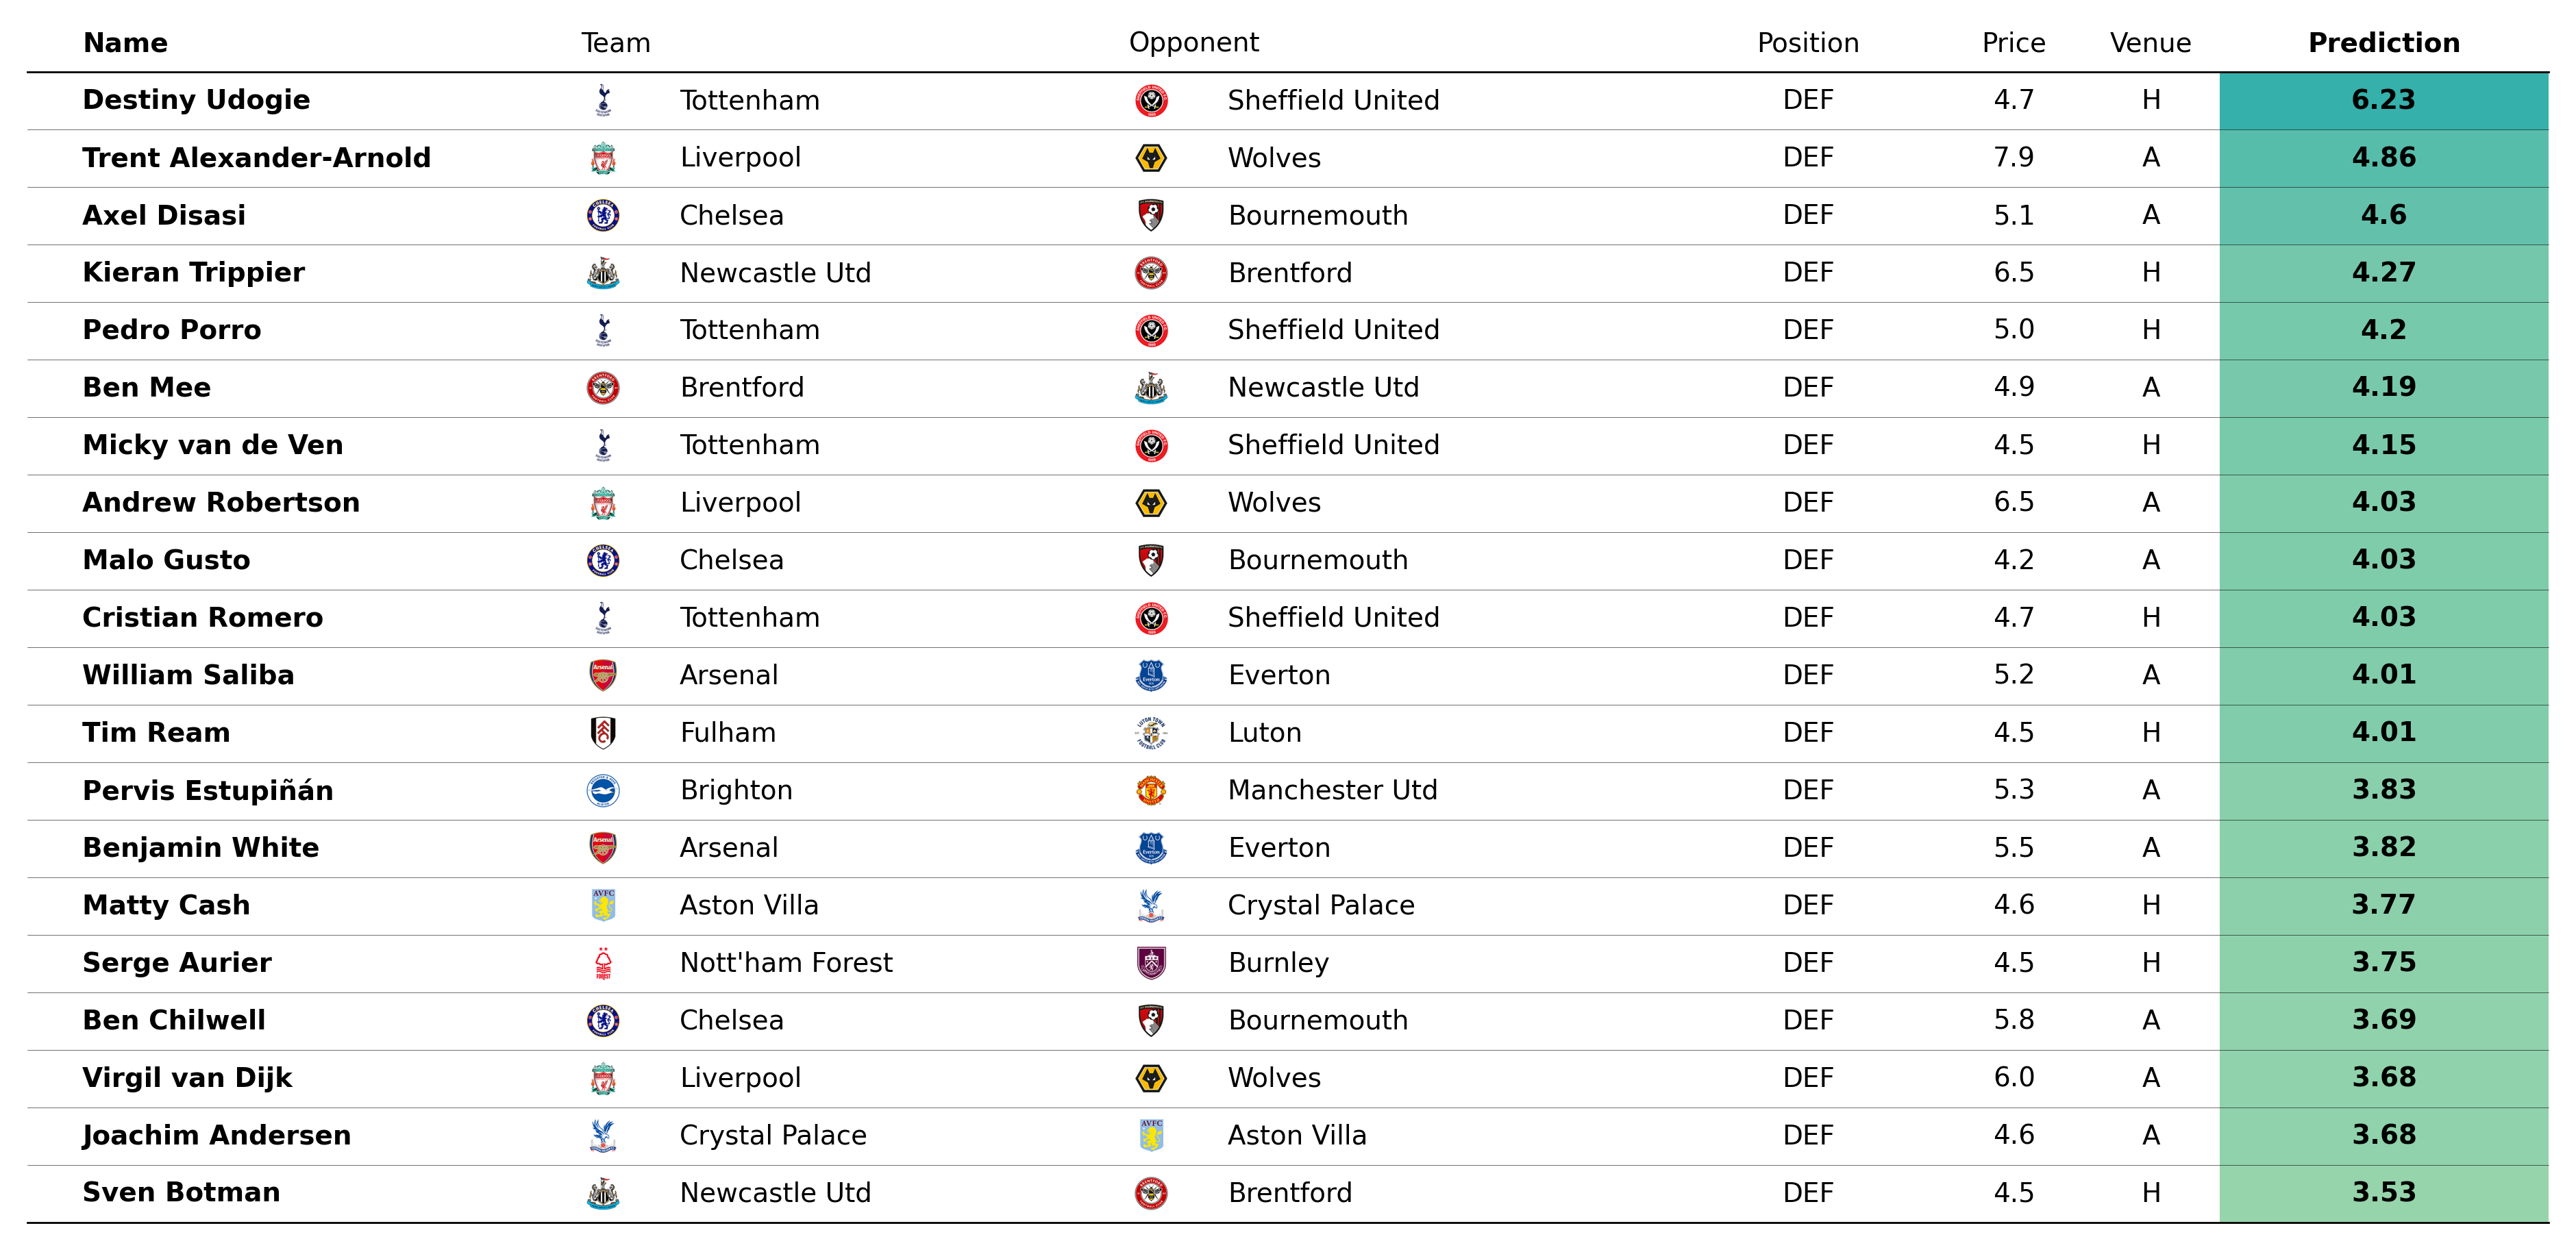 Name Team Opponent Position Price Venue Prediction
Destiny Udogie Tottenham Sheffield United DEF 4.7 H 6.23
Trent Alexander-Arnold Liverpool Wolves DEF 7.9 A 4.86
Axel Disasi Chelsea Bournemouth DEF 5.1 A 4.6
Kieran Trippier Newcastle Utd Brentford DEF 6.5 H 4.27
Pedro Porro Tottenham Sheffield United DEF 5.0 H 4.2
Ben Mee Brentford Newcastle Utd DEF 4.9 A 4.19
Micky van de Ven Tottenham Sheffield United DEF 4.5 H 4.15
Andrew Robertson Liverpool Wolves DEF 6.5 A 4.03
Malo Gusto Chelsea Bournemouth DEF 4.2 A 4.03
Cristian Romero Tottenham Sheffield United DEF 4.7 H 4.03
William Saliba Arsenal Everton DEF 5.2 A 4.01
Tim Ream Fulham Luton DEF 4.5 H 4.01
Pervis Estupiñán Brighton Manchester Utd DEF 5.3 A 3.83
Benjamin White Arsenal Everton DEF 5.5 A 3.82
Matty Cash Aston Villa Crystal Palace DEF 4.6 H 3.77
Serge Aurier Nott'ham Forest Burnley DEF 4.5 H 3.75
Ben Chilwell Chelsea Bournemouth DEF 5.8 A 3.69
Virgil van Dijk Liverpool Wolves DEF 6.0 A 3.68
Joachim Andersen Crystal Palace Aston Villa DEF 4.6 A 3.68
Sven Botman Newcastle Utd Brentford DEF 4.5 H 3.53